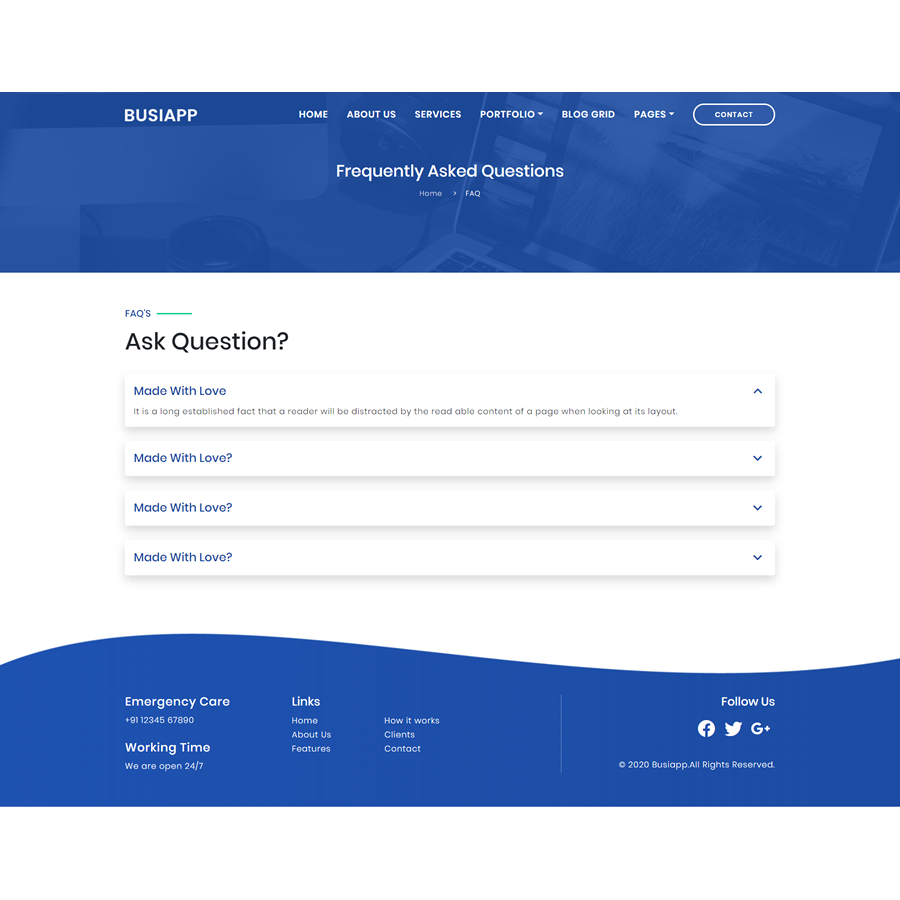 BUSIAPP
HOME ABOUT US SERVICES PORTFOLIO BLOG GRID PAGES CONTACT
Frequently Asked Questions
Home > FAQ
FAQ'S
Ask Question?
Made With Love
It is a long established fact that a reader will be distracted by the read able content of a page when looking at its layout.
Made With Love?
Made With Love?
Made With Love?
Emergency Care
+91 12345 67890
Working Time
We are open 24/7
Links
Home
About Us
Features
How it works
Clients
Contact
Follow Us
© 2020 Busiapp.All Rights Reserved.